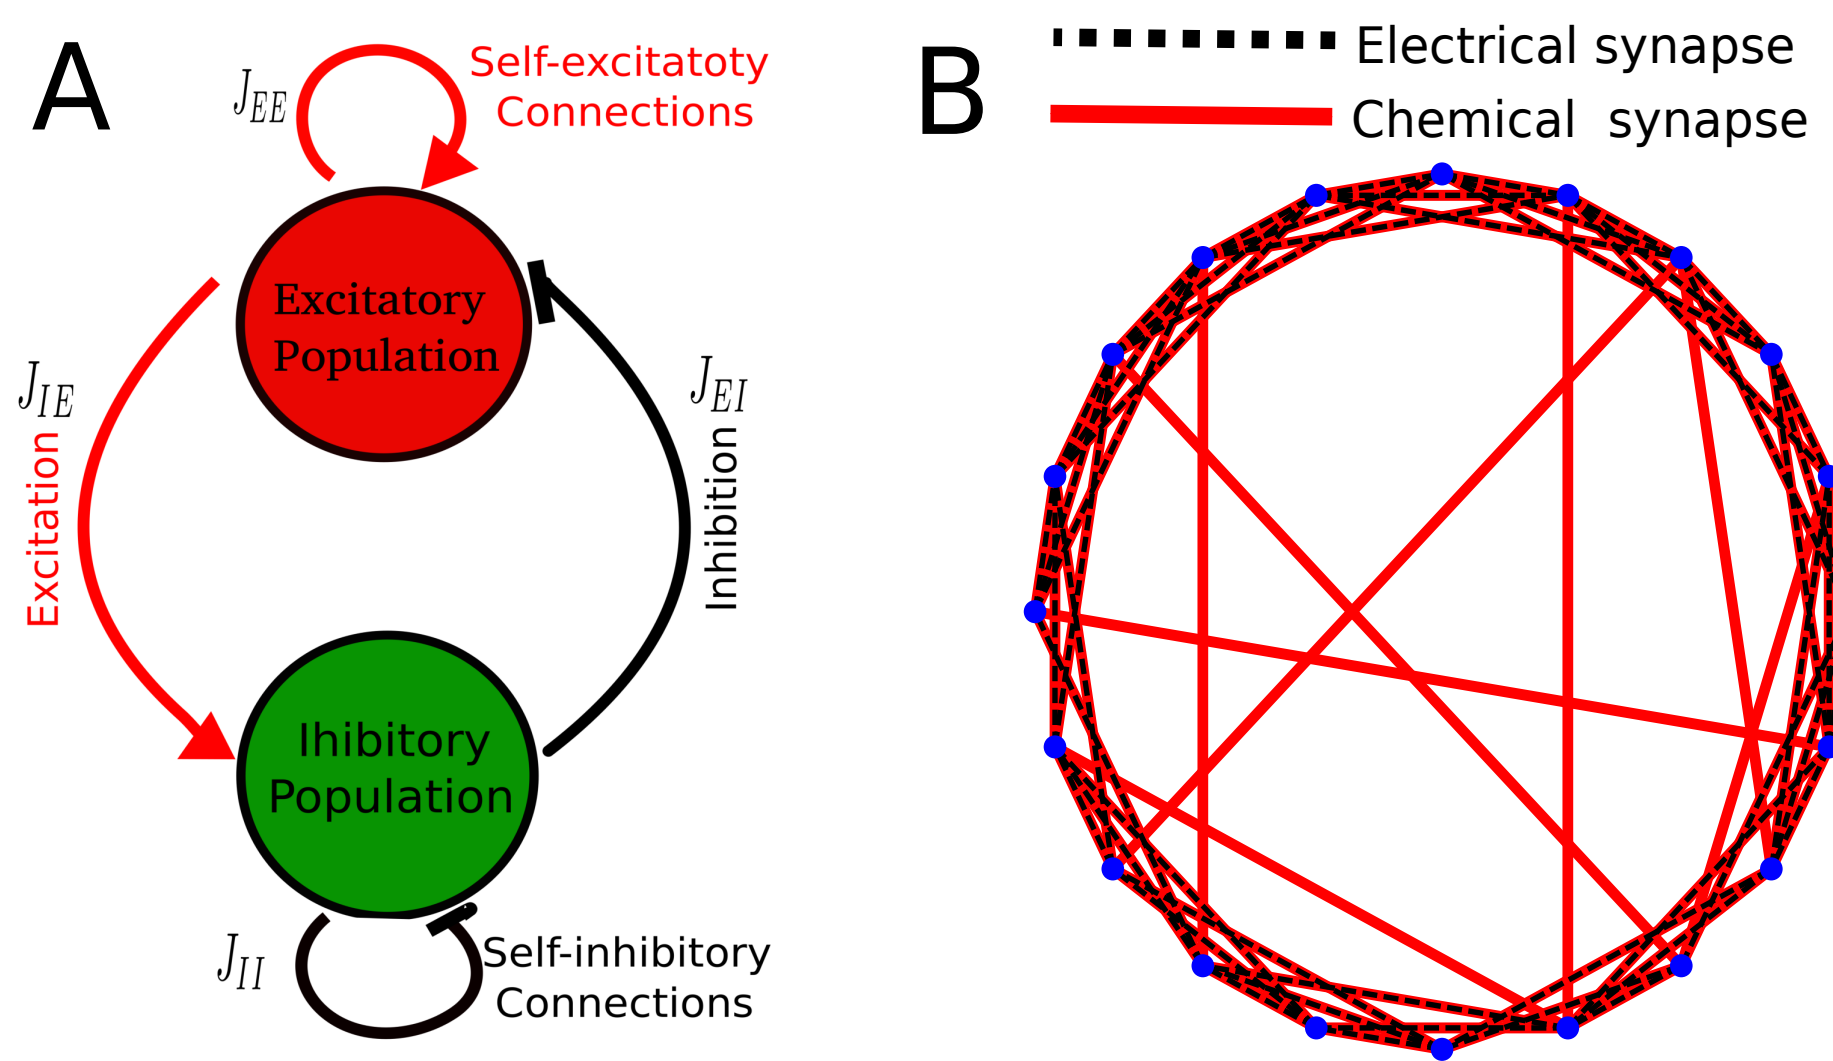 A
J_EE
Self-excitatoty
Connections
Excitatory
Population
J_IE
Excitation
J_EI
Inhibition
Ihibitory
Population
J_II
Self-inhibitory
Connections
B
Electrical synapse
Chemical synapse